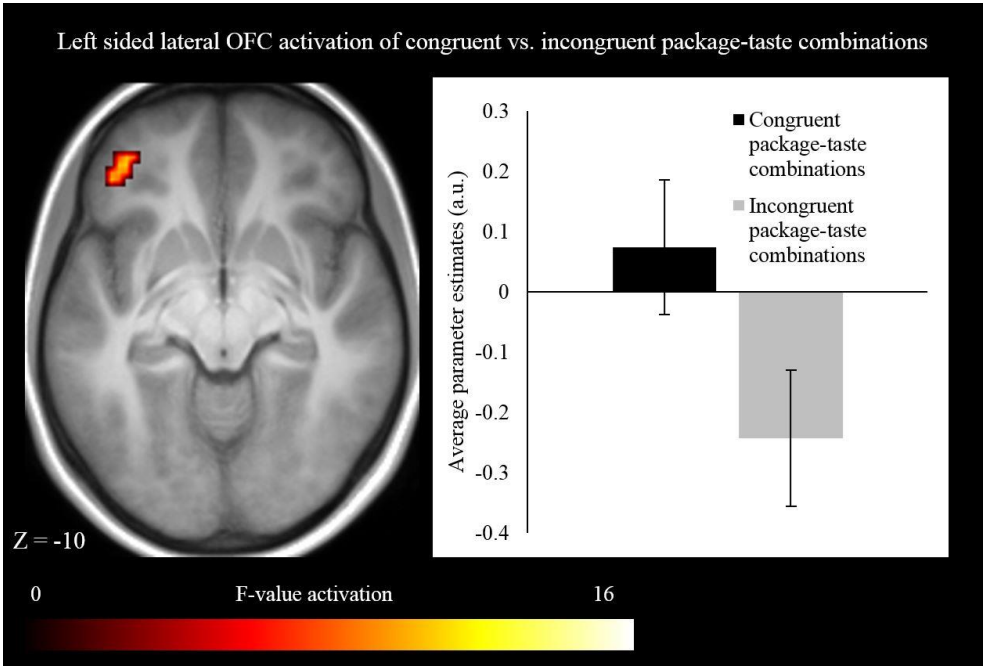 Left sided lateral OFC activation of congruent vs. incongruent package-taste combinations
Z = -10
Average parameter estimates (a.u.)
0.3
0.2
0.1
0
-0.1
-0.2
-0.3
-0.4
Congruent
package-taste
combinations
Incongruent
package-taste
combinations
0 F-value activation 16